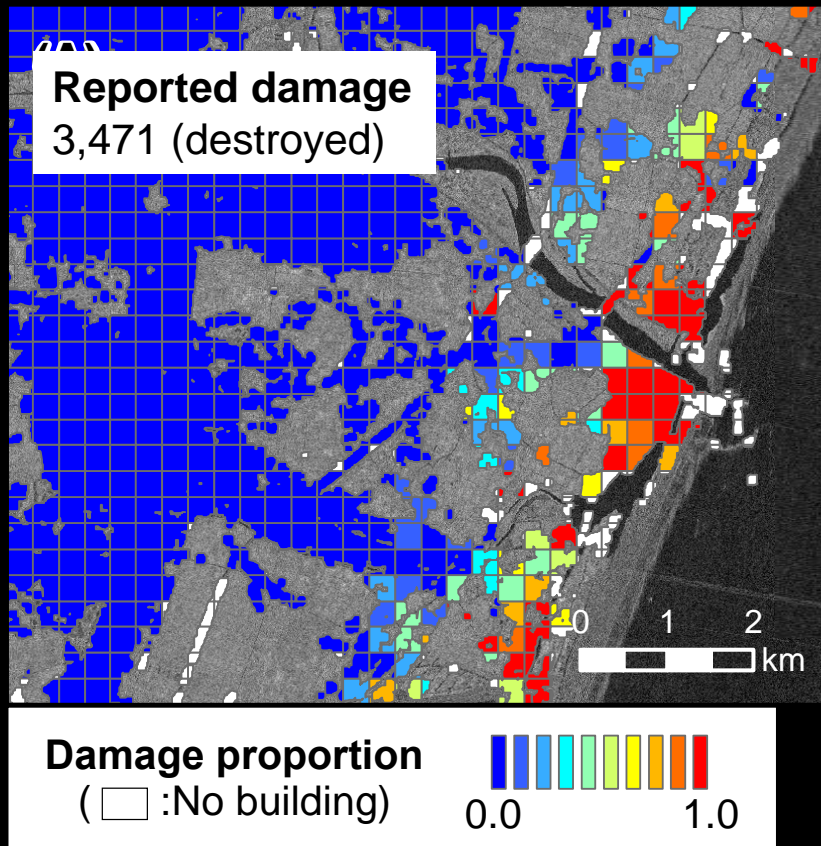 (A)
Reported damage
3,471 (destroyed)
0 1 2
km
Damage proportion
( :No building)
0.0 1.0